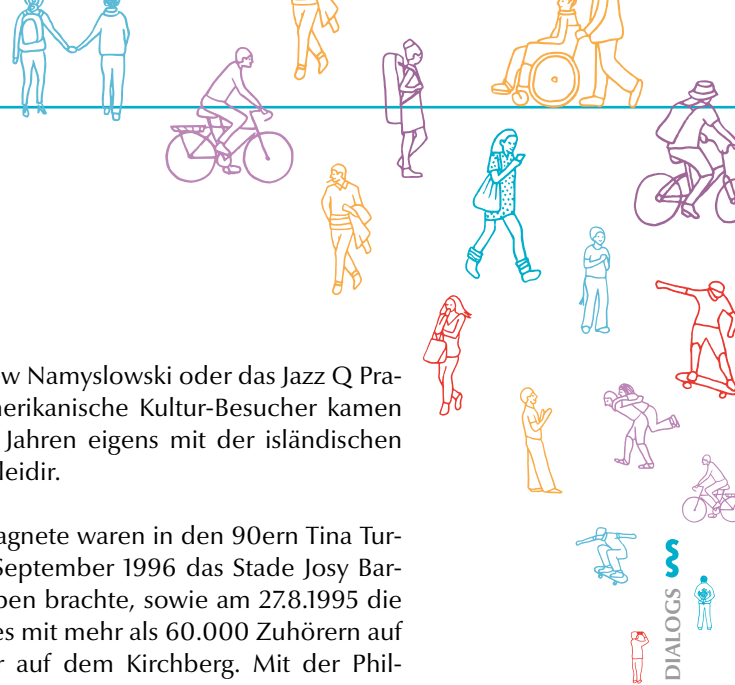 w Namyslowski oder das Jazz Q Pra-
merikanische Kultur-Besucher kamen
Jahren eigens mit der isländischen
leidir.
agnete waren in den 90ern Tina Tur-
September 1996 das Stade Josy Bar-
ben brachte, sowie am 27.8.1995 die
es mit mehr als 60.000 Zuhörern auf
r auf dem Kirchberg. Mit der Phil-
DIALOGS